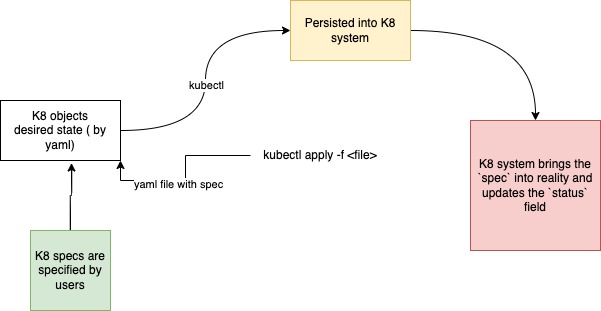 Persisted into K8
system
kubectl
K8 objects
desired state ( by
yaml)
kubectl apply -f <file>
yaml file with spec
K8 system brings the
`spec` into reality and
updates the `status`
field
K8 specs are
specified by
users